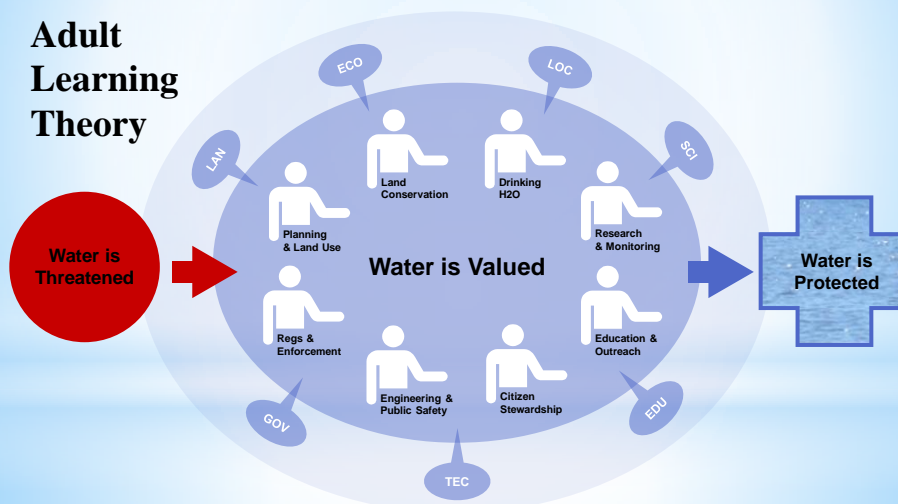 Adult
Learning
Theory
ECO
LOC
LAN
SCI
Land
Conservation
Drinking
H2O
Planning
& Land Use
Research
& Monitoring
Water is
Threatened
Water is Valued
Water is
Protected
Regs &
Enforcement
Education &
Outreach
Engineering &
Public Safety
Citizen
Stewardship
GOV
EDU
TEC